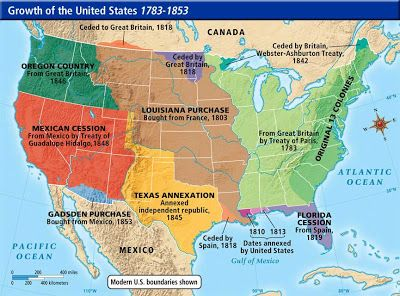 Growth of the United States 1783-1853
Ceded to Great Britain, 1818
CANADA
Ceded by Britain,
Webster-Ashburton Treaty,
1842
OREGON COUNTRY
From Great Britain,
1846
Ceded by
Great Britain,
1818
LOUISIANA PURCHASE
Bought from France, 1803
MEXICAN CESSION
From Mexico by Treaty of
Guadalupe Hidalgo, 1848
From Great Britain
by Treaty of Paris,
1783
ORIGINAL 13 COLONIES
40°N
ATLANTIC
OCEAN
TEXAS ANNEXATION
Annexed
independent republic,
1845
GADSDEN PURCHASE
Bought from Mexico, 1853
FLORIDA
CESSION
From Spain,
1819
1810
1813
Dates annexed
by United States
Ceded by
Spain, 1818
Gulf of Mexico
PACIFIC
OCEAN
MEXICO
0
200
400 miles
0
200
400 kilometers
Modern U.S. boundaries shown
110°W
90°W